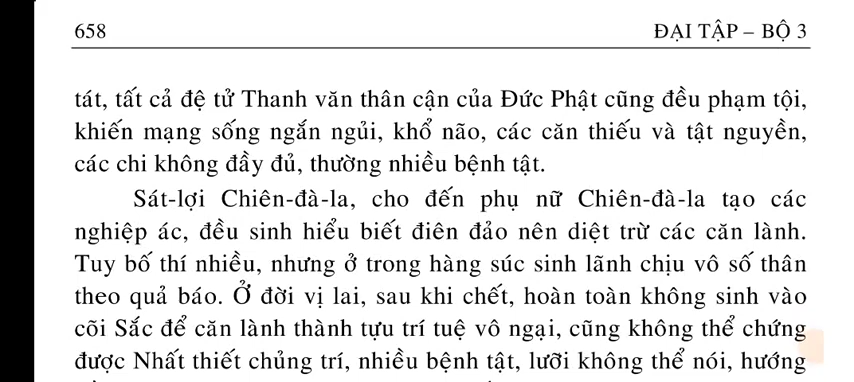 658 ĐẠI TẬP – BỘ 3
tát, tất cả đệ tử Thanh văn thân cận của Đức Phật cũng đều phạm tội,
khiến mạng sống ngắn ngủi, khổ não, các căn thiếu và tật nguyền,
các chi không đầy đủ, thường nhiều bệnh tật.
Sát-lợi Chiên-đà-la, cho đến phụ nữ Chiên-đà-la tạo các
nghiệp ác, đều sinh hiểu biết điên đảo nên diệt trừ các căn lành.
Tuy bố thí nhiều, nhưng ở trong hàng súc sinh lãnh chịu vô số thân
theo quả báo. Ở đời vị lai, sau khi chết, hoàn toàn không sinh vào
cõi Sắc để căn lành thành tựu trí tuệ vô ngại, cũng không thể chứng
được Nhất thiết chủng trí, nhiều bệnh tật, lưỡi không thể nói, hướng